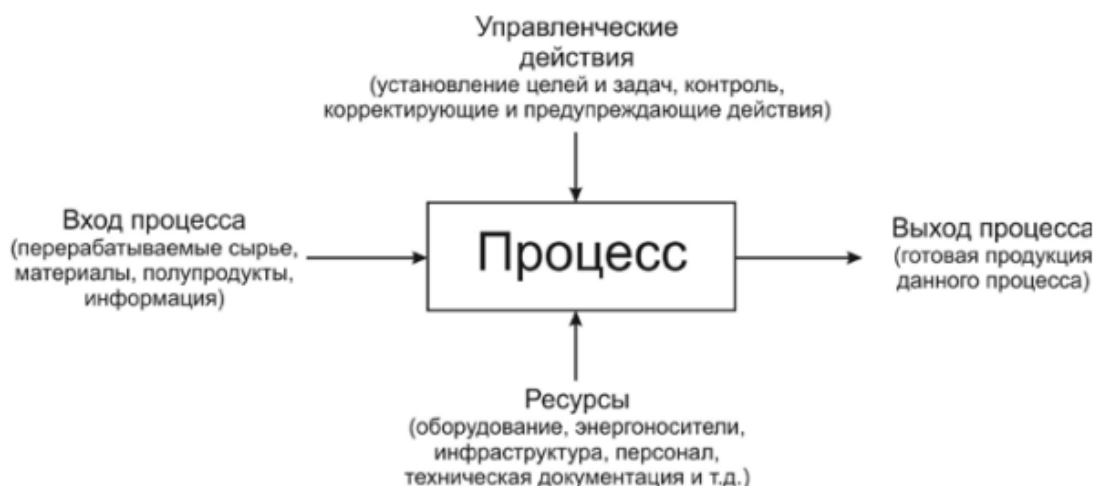 Управленческие
действия
(установление целей и задач, контроль,
корректирующие и предупреждающие действия)
Вход процесса
(перерабатываемые сырье,
материалы, полупродукты,
информация)
Процесс
Выход процесса
(готовая продукция
данного процесса)
Ресурсы
(оборудование, энергоносители,
инфраструктура, персонал,
техническая документация и т.д.)